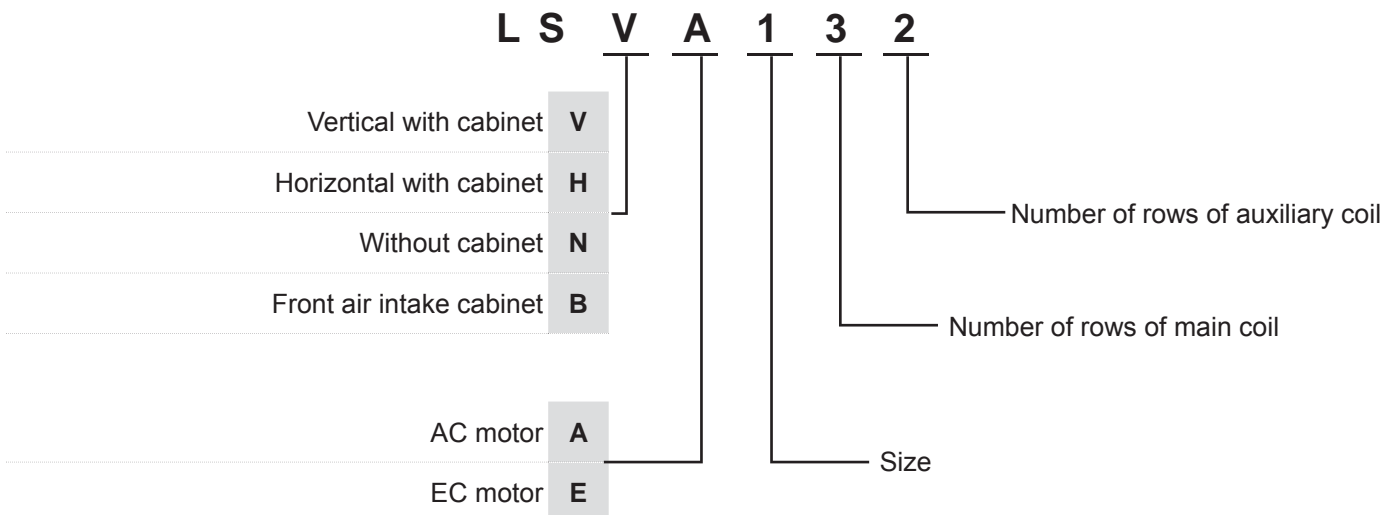 L S V A 1 3 2
Vertical with cabinet V
Horizontal with cabinet H
Number of rows of auxiliary coil
Without cabinet N
Front air intake cabinet B
Number of rows of main coil
AC motor A
Size
EC motor E